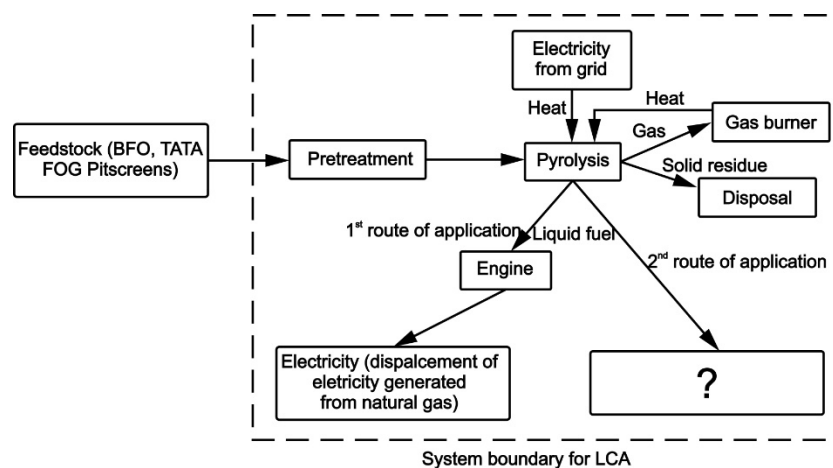 Electricity
from grid
Heat
Heat
Gas burner
Gas
Feedstock (BFO, TATA
FOG Pitscreens)
Pretreatment
Pyrolysis
Solid residue
Disposal
1st route of application
Liquid fuel
2nd route of application
Engine
Electricity (dispalcement of
eletricity generated
from natural gas)
?
System boundary for LCA